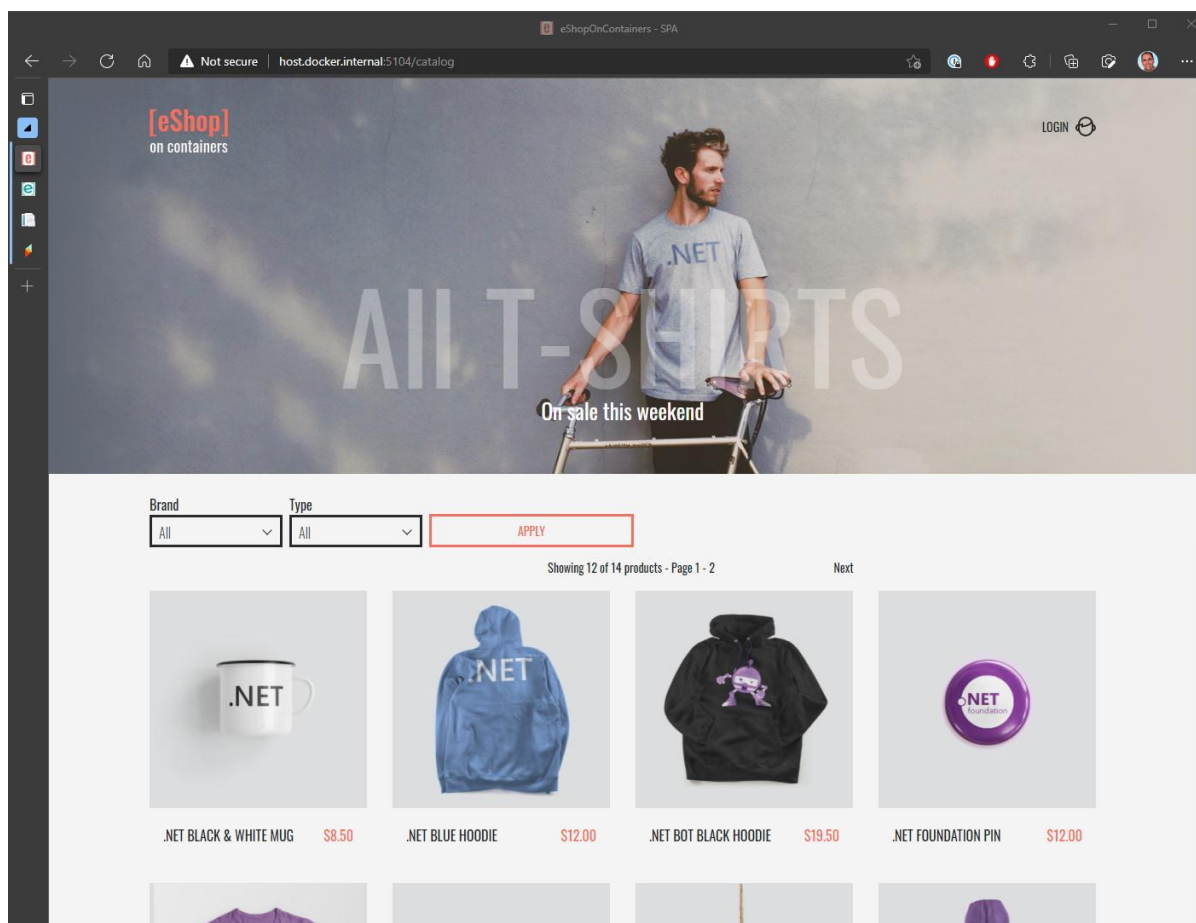 eShopOnContainers - SPA
Not secure host.docker.internal:5104/catalog
[eShop]
on containers
LOGIN
.NET
All T-SHIRTS
On sale this weekend
Brand Type
All All APPLY
Showing 12 of 14 products - Page 1 - 2 Next
.NET
.NET
.NET
foundation
.NET BLACK & WHITE MUG $8.50 .NET BLUE HOODIE $12.00 .NET BOT BLACK HOODIE $19.50 .NET FOUNDATION PIN $12.00